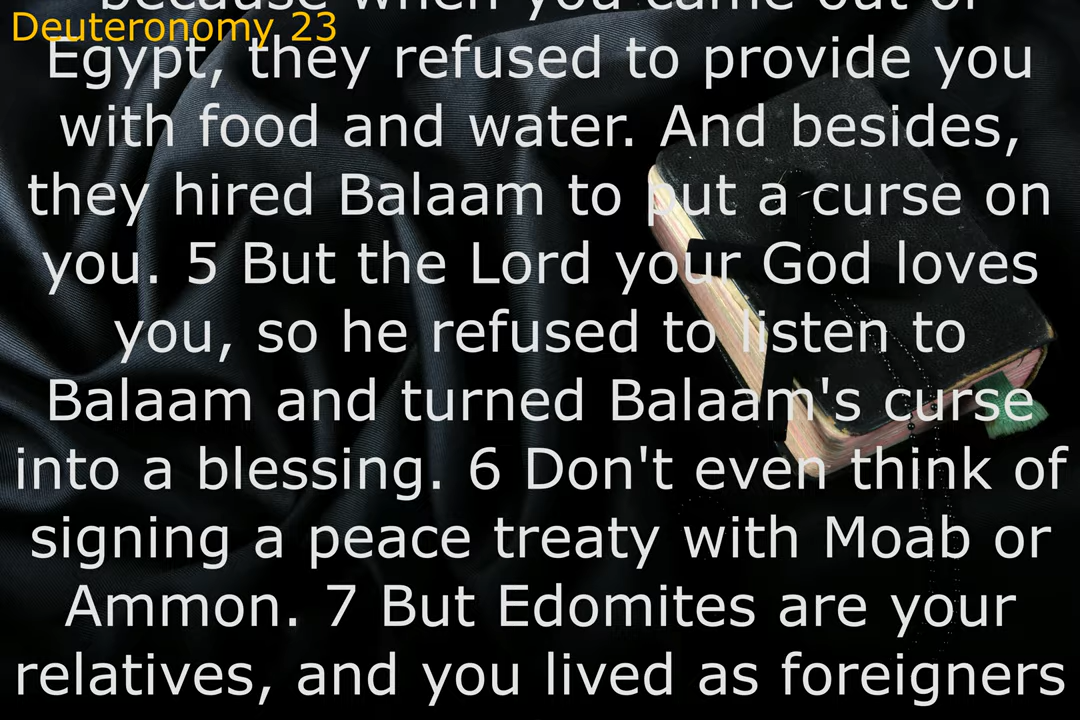 because when you came out of
Deuteronomy 23
Egypt, they refused to provide you
with food and water. And besides,
they hired Balaam to put a curse on
you. 5 But the Lord your God loves
you, so he refused to listen to
Balaam and turned Balaam's curse
into a blessing. 6 Don't even think of
signing a peace treaty with Moab or
Ammon. 7 But Edomites are your
relatives, and you lived as foreigners